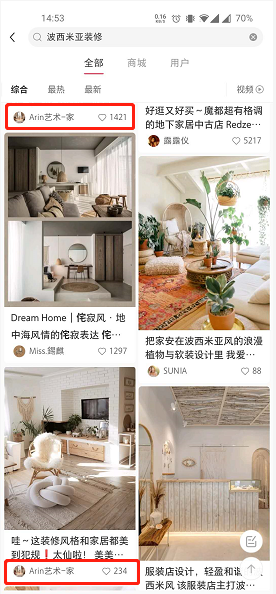 14:53
0.16
KB/s
70%
波西米亚装修
全部
商城
用户
综合
最热
最新
视频
Arin艺术-家
1421
好逛又好买~魔都超有格调
的地下家居中古店 Redze…
露露仪
5217
Dream Home｜侘寂风·地
中海风情的侘寂表达 侘…
Miss.錫麒
1297
把家安在波西米亚风的浪漫
植物与软装设计里 我爱…
SUNIA
88
哇~这装修风格和家居都美
到犯规❗太仙啦! 美美…
Arin艺术-家
234
服装店设计，轻盈和
西米风 该服装店主打波…